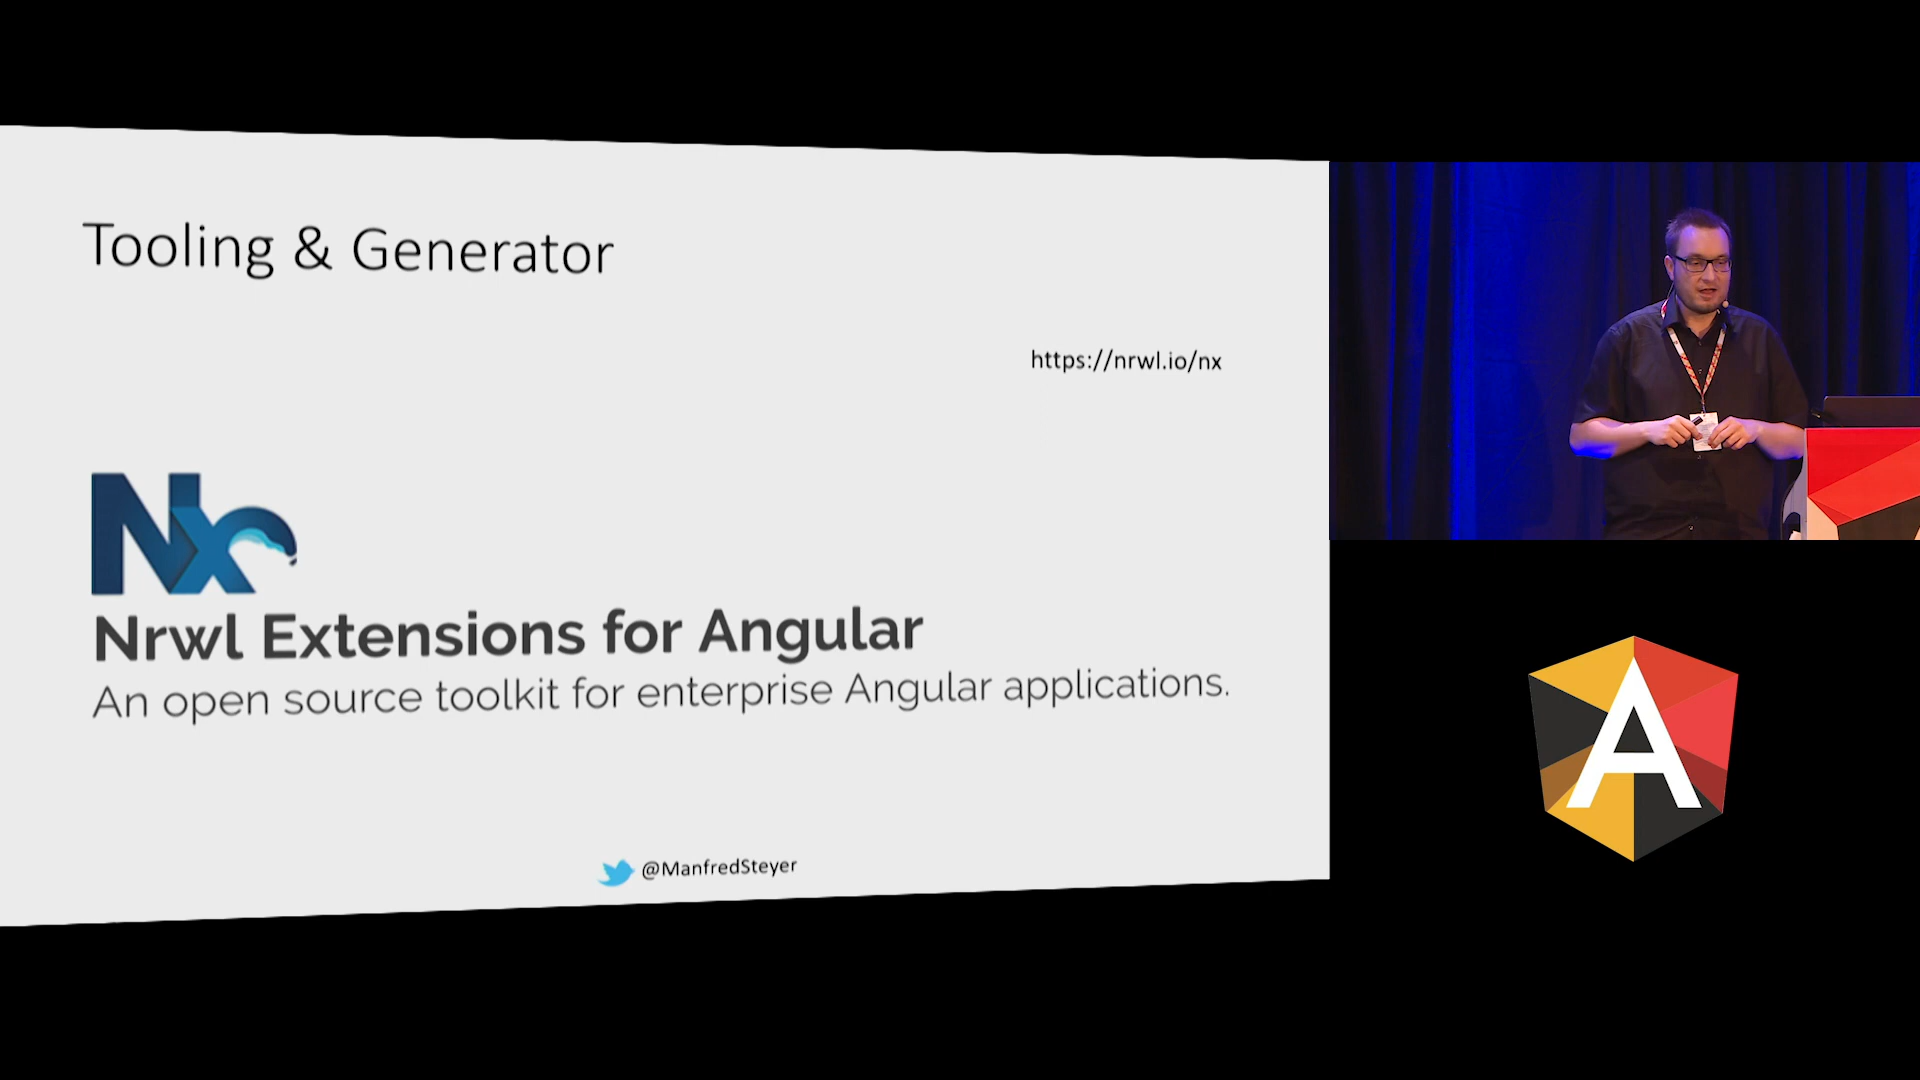 Tooling & Generator
https://nrwl.io/nx
Nx
Nrwl Extensions for Angular
An open source toolkit for enterprise Angular applications.
@ManfredSteyer
A